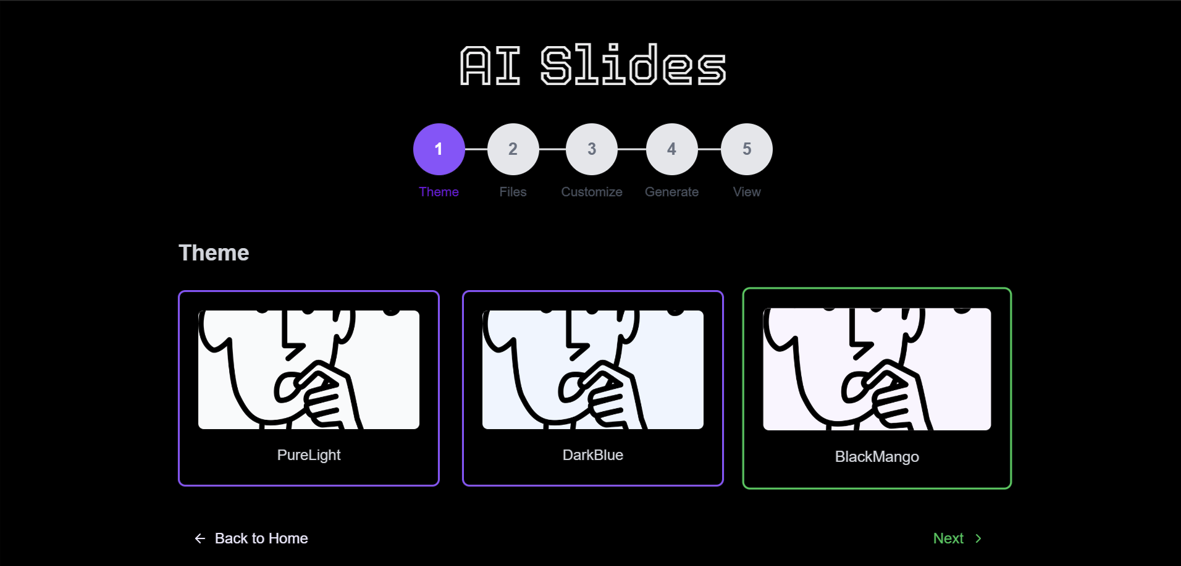 AI Slides
1 2 3 4 5
Theme Files Customize Generate View
Theme
PureLight DarkBlue BlackMango
Back to Home Next